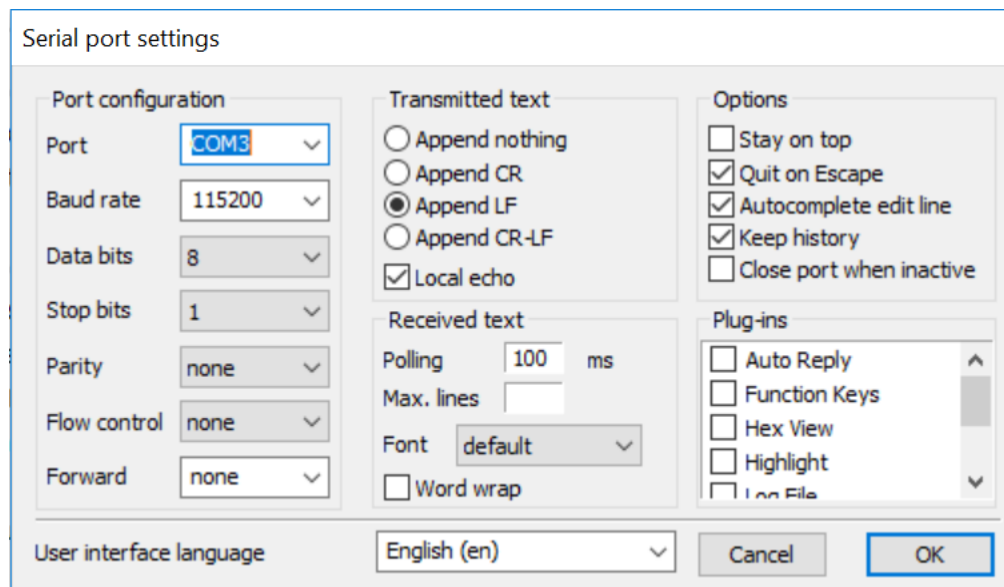 Serial port settings
Port configuration
Port COM3
Baud rate 115200
Data bits 8
Stop bits 1
Parity none
Flow control none
Forward none
Transmitted text
Append nothing
Append CR
Append LF
Append CR-LF
Local echo
Received text
Polling 100 ms
Max. lines
Font default
Word wrap
Options
Stay on top
Quit on Escape
Autocomplete edit line
Keep history
Close port when inactive
Plug-ins
Auto Reply
Function Keys
Hex View
Highlight
Log File
User interface language English (en) Cancel OK